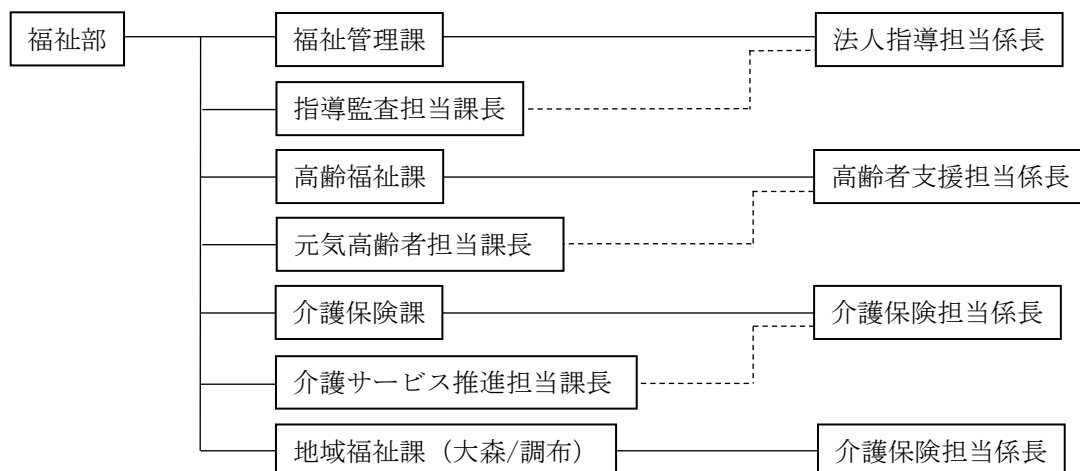 福祉部
福祉管理課
法人指導担当係長
指導監査担当課長
高齢福祉課
高齢者支援担当係長
元気高齢者担当課長
介護保険課
介護保険担当係長
介護サービス推進担当課長
地域福祉課（大森/調布）
介護保険担当係長